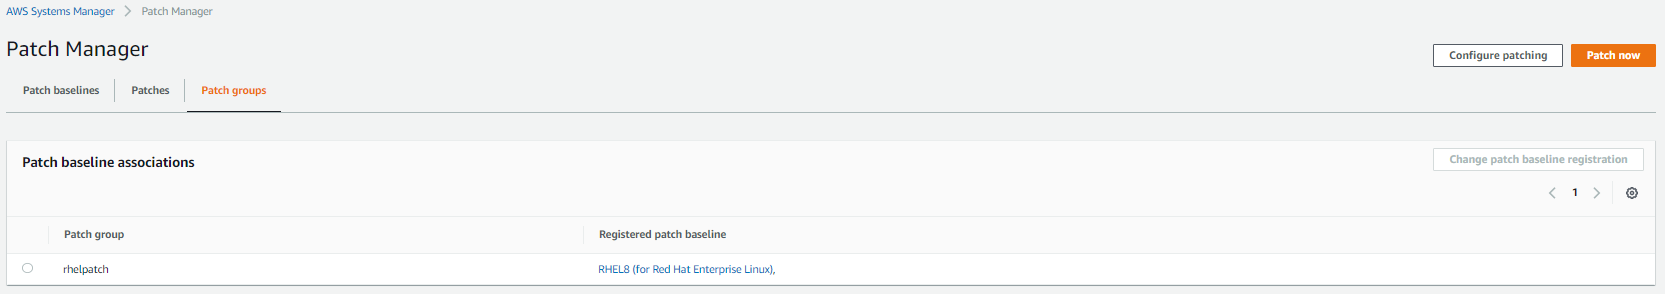 AWS Systems Manager > Patch Manager
Patch Manager
Configure patching Patch now
Patch baselines Patches Patch groups
Patch baseline associations
Change patch baseline registration
1
Patch group Registered patch baseline
rhelpatch RHEL8 (for Red Hat Enterprise Linux),